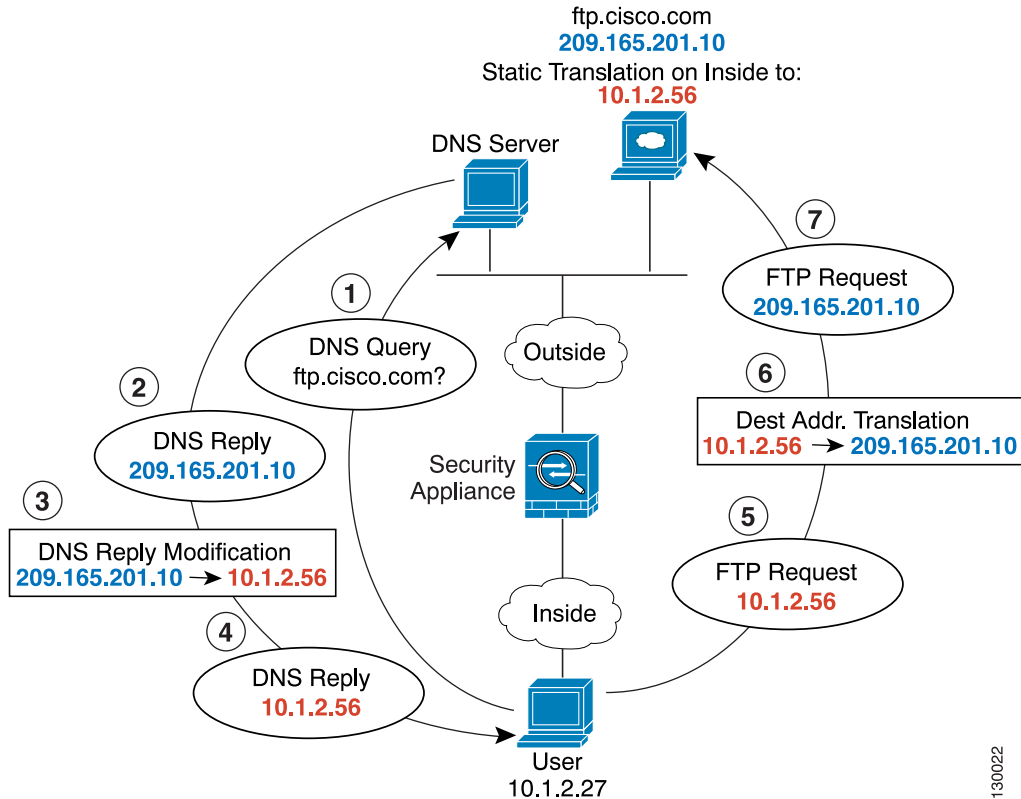 ftp.cisco.com
209.165.201.10
Static Translation on Inside to:
10.1.2.56
DNS Server
7
FTP Request
209.165.201.10
1
DNS Query
ftp.cisco.com?
Outside
2
DNS Reply
209.165.201.10
6
Dest Addr. Translation
10.1.2.56 → 209.165.201.10
Security
Appliance
3
DNS Reply Modification
209.165.201.10 → 10.1.2.56
5
FTP Request
10.1.2.56
Inside
4
DNS Reply
10.1.2.56
User
10.1.2.27
130022